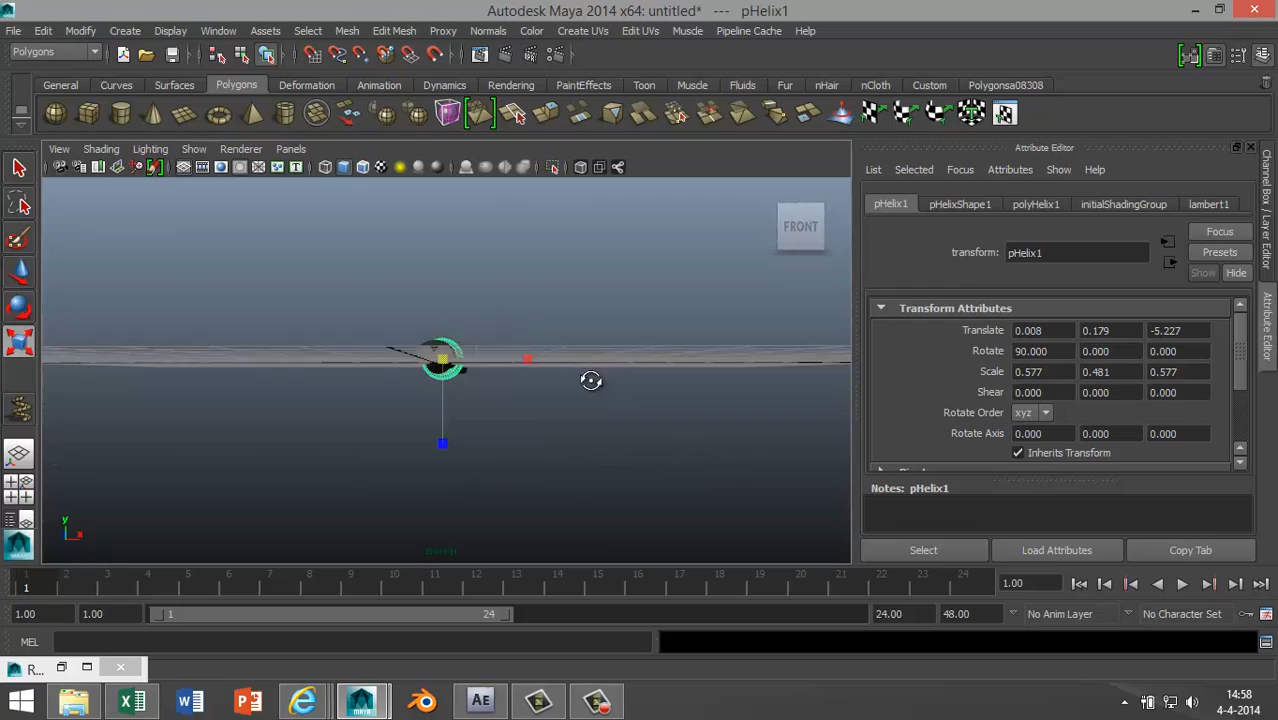 Autodesk Maya 2014 x64: untitled* --- pHelix1
File Edit Modify Create Display Window Assets Select Mesh Edit Mesh Proxy Normals Color Create UVs Edit UVs Muscle Pipeline Cache Help
Polygons
General Curves Surfaces Polygons Deformation Animation Dynamics Rendering PaintEffects Toon Muscle Fluids Fur nHair nCloth Custom Polygonsa08308
View Shading Lighting Show Renderer Panels
Attribute Editor
List Selected Focus Attributes Show Help
pHelix1 pHelixShape1 polyHelix1 initialShadingGroup lambert1
FRONT
Focus
transform: pHelix1
Presets
Show Hide
Transform Attributes
Translate 0.008 0.179 -5.227
Rotate 90.000 0.000 0.000
Scale 0.577 0.481 0.577
Shear 0.000 0.000 0.000
Rotate Order xyz
Rotate Axis 0.000 0.000 0.000
Inherits Transform
Notes: pHelix1
Select Load Attributes Copy Tab
Channel Box / Layer Editor
Attribute Editor
y
x
1 2 3 4 5 6 7 8 9 10 11 12 13 14 15 16 17 18 19 20 21 22 23 24
1 1.00
1.00 1.00 1 24 24.00 48.00 No Anim Layer No Character Set
MEL
R...
14:58
4-4-2014